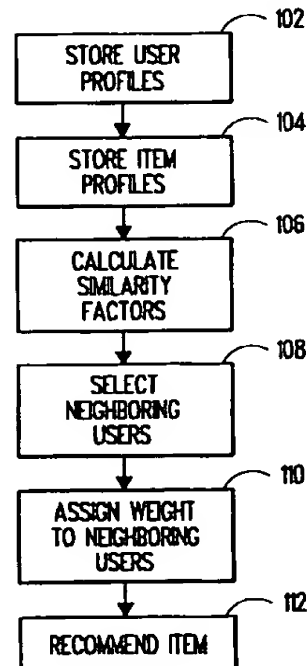 102
STORE USER
PROFILES
104
STORE ITEM
PROFILES
106
CALCULATE
SIMILARITY
FACTORS
108
SELECT
NEIGHBORING
USERS
110
ASSIGN WEIGHT
TO NEIGHBORING
USERS
112
RECOMMEND ITEM